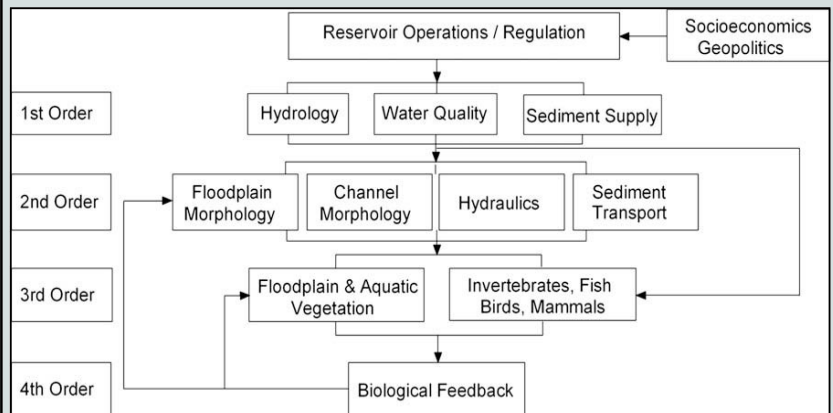 Reservoir Operations / Regulation
Socioeconomics
Geopolitics
1st Order
Hydrology
Water Quality
Sediment Supply
2nd Order
Floodplain
Morphology
Channel
Morphology
Hydraulics
Sediment
Transport
3rd Order
Floodplain & Aquatic
Vegetation
Invertebrates, Fish
Birds, Mammals
4th Order
Biological Feedback